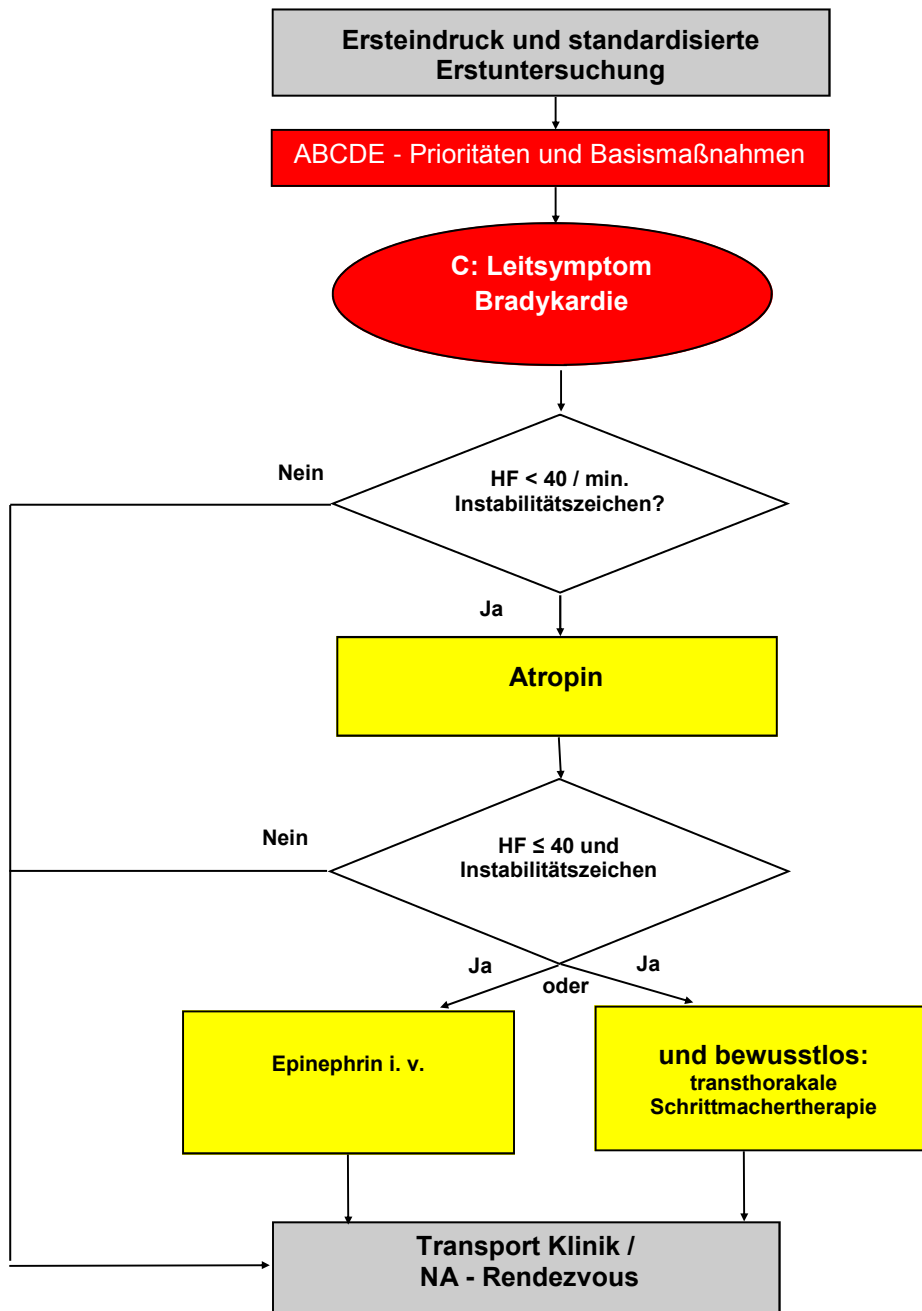 Ersteindruck und standardisierte
Erstuntersuchung
ABCDE - Prioritäten und Basismaßnahmen
C: Leitsymptom
Bradykardie
Nein
HF < 40 / min.
Instabilitätszeichen?
Ja
Atropin
Nein
HF ≤ 40 und
Instabilitätszeichen
Ja
oder
Ja
Epinephrin i. v.
und bewusstlos:
transthorakale
Schrittmachertherapie
Transport Klinik /
NA - Rendezvous